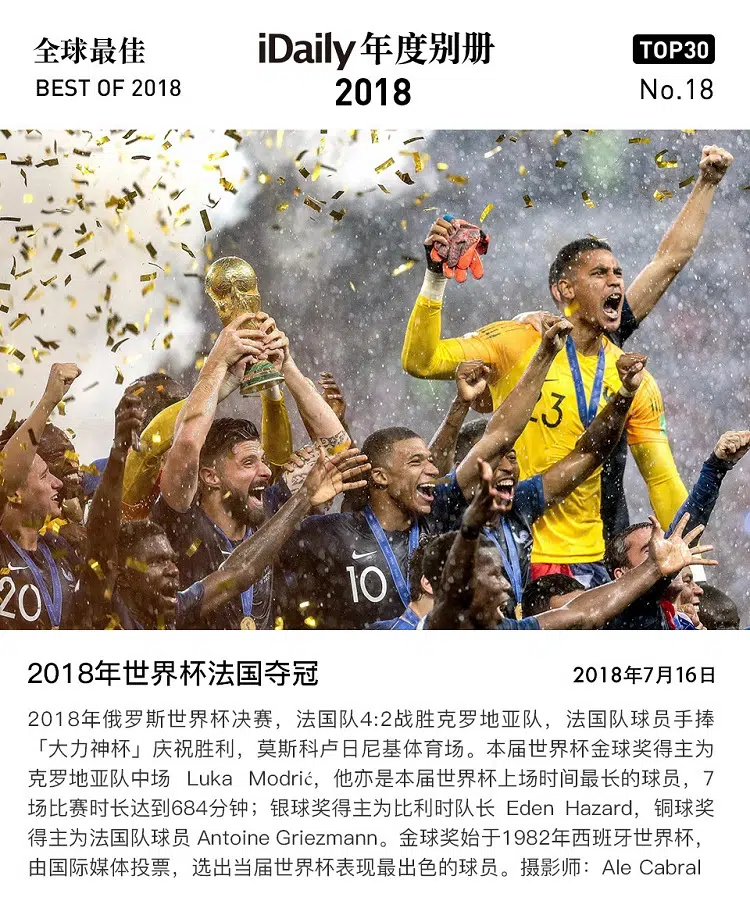 全球最佳
BEST OF 2018
iDaily 年度别册
2018
TOP30
No.18
23
20
10
2018年世界杯法国夺冠
2018年7月16日
2018年俄罗斯世界杯决赛，法国队4:2战胜克罗地亚队，法国队球员手捧
「大力神杯」庆祝胜利，莫斯科卢日尼基体育场。本届世界杯金球奖得主为
克罗地亚队中场 Luka Modrić，他亦是本届世界杯上场时间最长的球员，7
场比赛时长达到684分钟；银球奖得主为比利时队长 Eden Hazard，铜球奖
得主为法国队球员 Antoine Griezmann。金球奖始于1982年西班牙世界杯，
由国际媒体投票，选出当届世界杯表现最出色的球员。摄影师：Ale Cabral